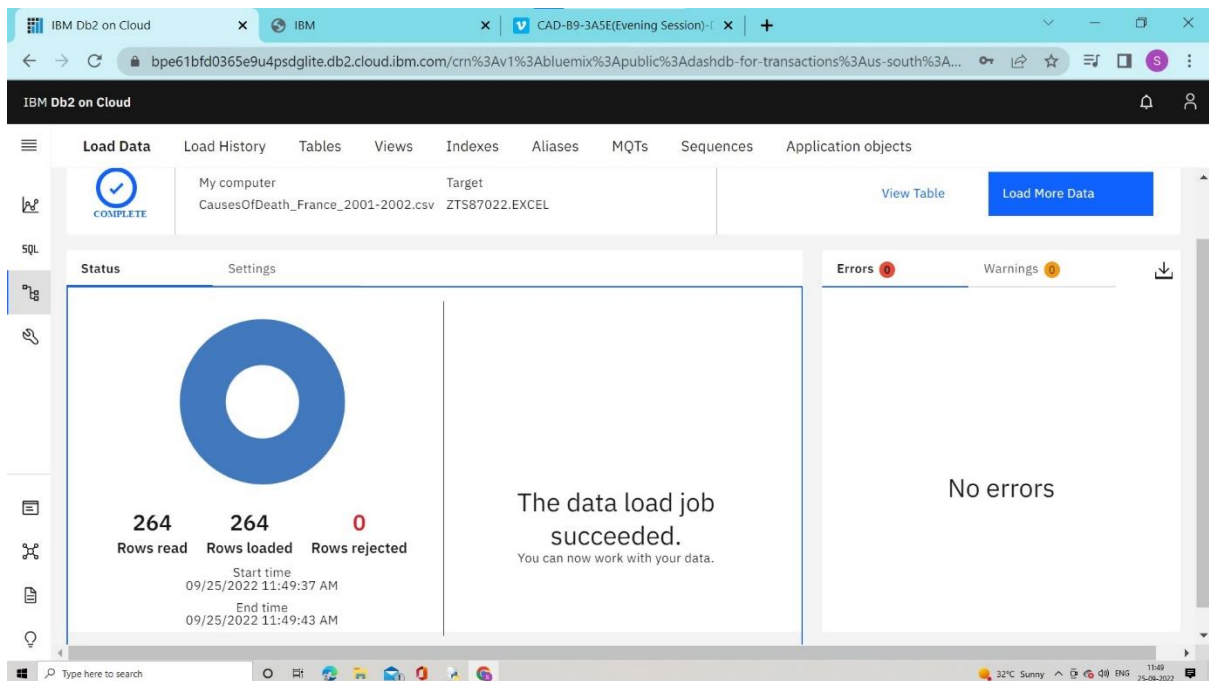 IBM Db2 on Cloud
IBM
CAD-B9-3A5E(Evening Session)-
bpe61bfd0365e9u4psdglite.db2.cloud.ibm.com/crn%3Av1%3Abluemix%3Apublic%3Adashdb-for-transactions%3Aus-south%3A...
S
IBM Db2 on Cloud
Load Data Load History Tables Views Indexes Aliases MQTs Sequences Application objects
My computer Target
CausesOfDeath_France_2001-2002.csv ZTS87022.EXCEL
COMPLETE
View Table Load More Data
SQL
Status Settings
Errors 0 Warnings 0
264 264 0
Rows read Rows loaded Rows rejected
Start time
09/25/2022 11:49:37 AM
End time
09/25/2022 11:49:43 AM
The data load job
succeeded.
You can now work with your data.
No errors
Type here to search
32°C Sunny ENG
11:49
25-09-2022